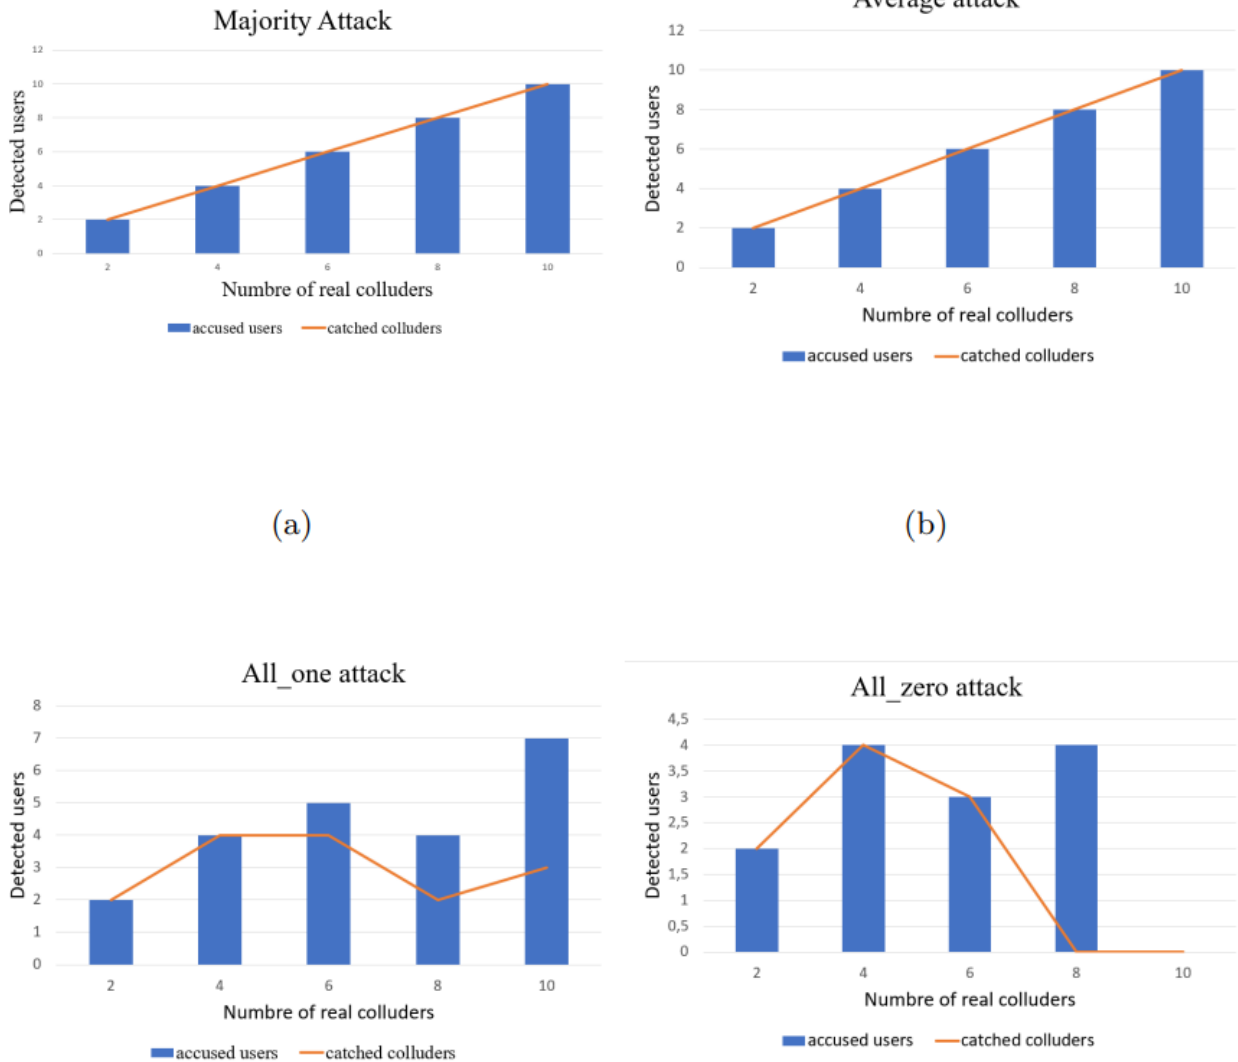 Majority Attack
12
10
8
6
4
2
0
Detected users
2 4 6 8 10
Numbre of real colluders
accused users catched colluders
Average attack
12
10
8
6
4
2
0
Detected users
2 4 6 8 10
Numbre of real colluders
accused users catched colluders
(a)
(b)
All_one attack
8
7
6
5
4
3
2
1
0
Detected users
2 4 6 8 10
Numbre of real colluders
accused users catched colluders
All_zero attack
4,5
4
3,5
3
2,5
2
1,5
1
0,5
0
Detected users
2 4 6 8 10
Numbre of real colluders
accused users catched colluders